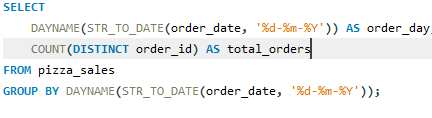 SELECT
DAYNAME(STR_TO_DATE(order_date, '%d-%m-%Y')) AS order_day,
COUNT(DISTINCT order_id) AS total_orders
FROM pizza_sales
GROUP BY DAYNAME(STR_TO_DATE(order_date, '%d-%m-%Y'));